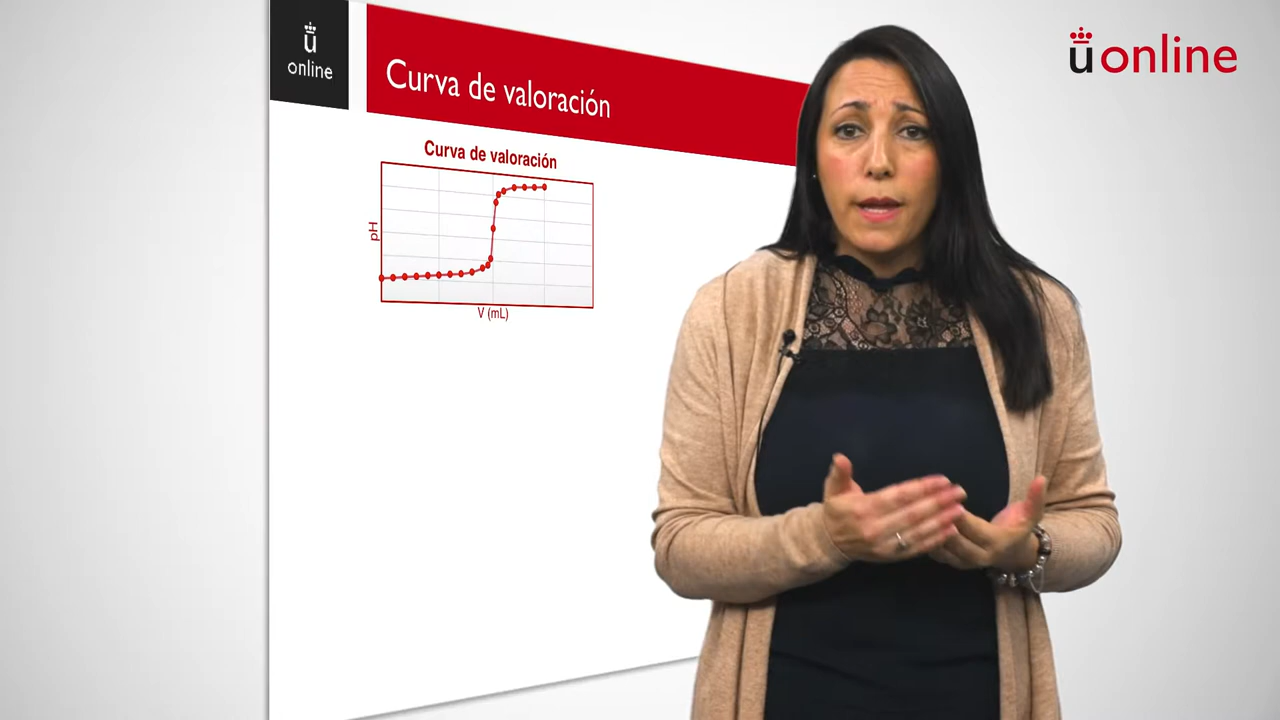 ü
online
Curva de valoración
Curva de valoración
pH
V (mL)
üonline